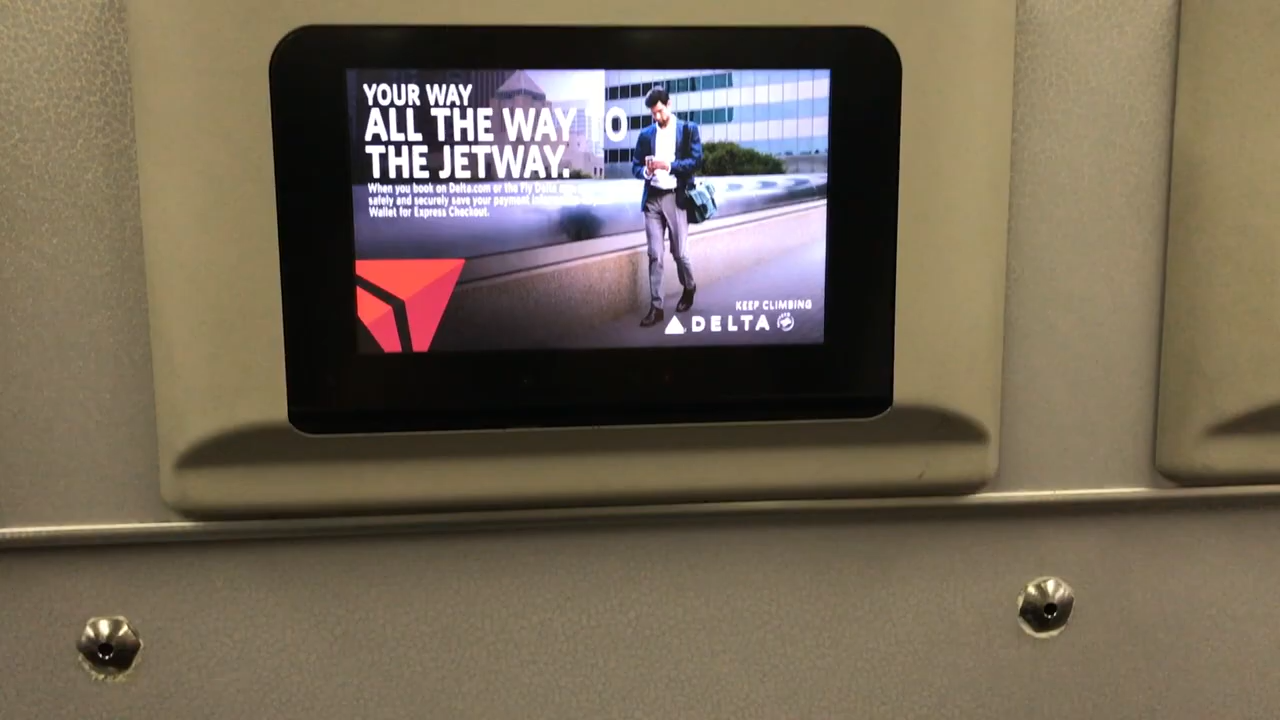 YOUR WAY
ALL THE WAY TO
THE JETWAY.
When you book on Delta.com or the Fly Delta
safely and securely save your payment
Wallet for Express Checkout.
KEEP CLIMBING
DELTA